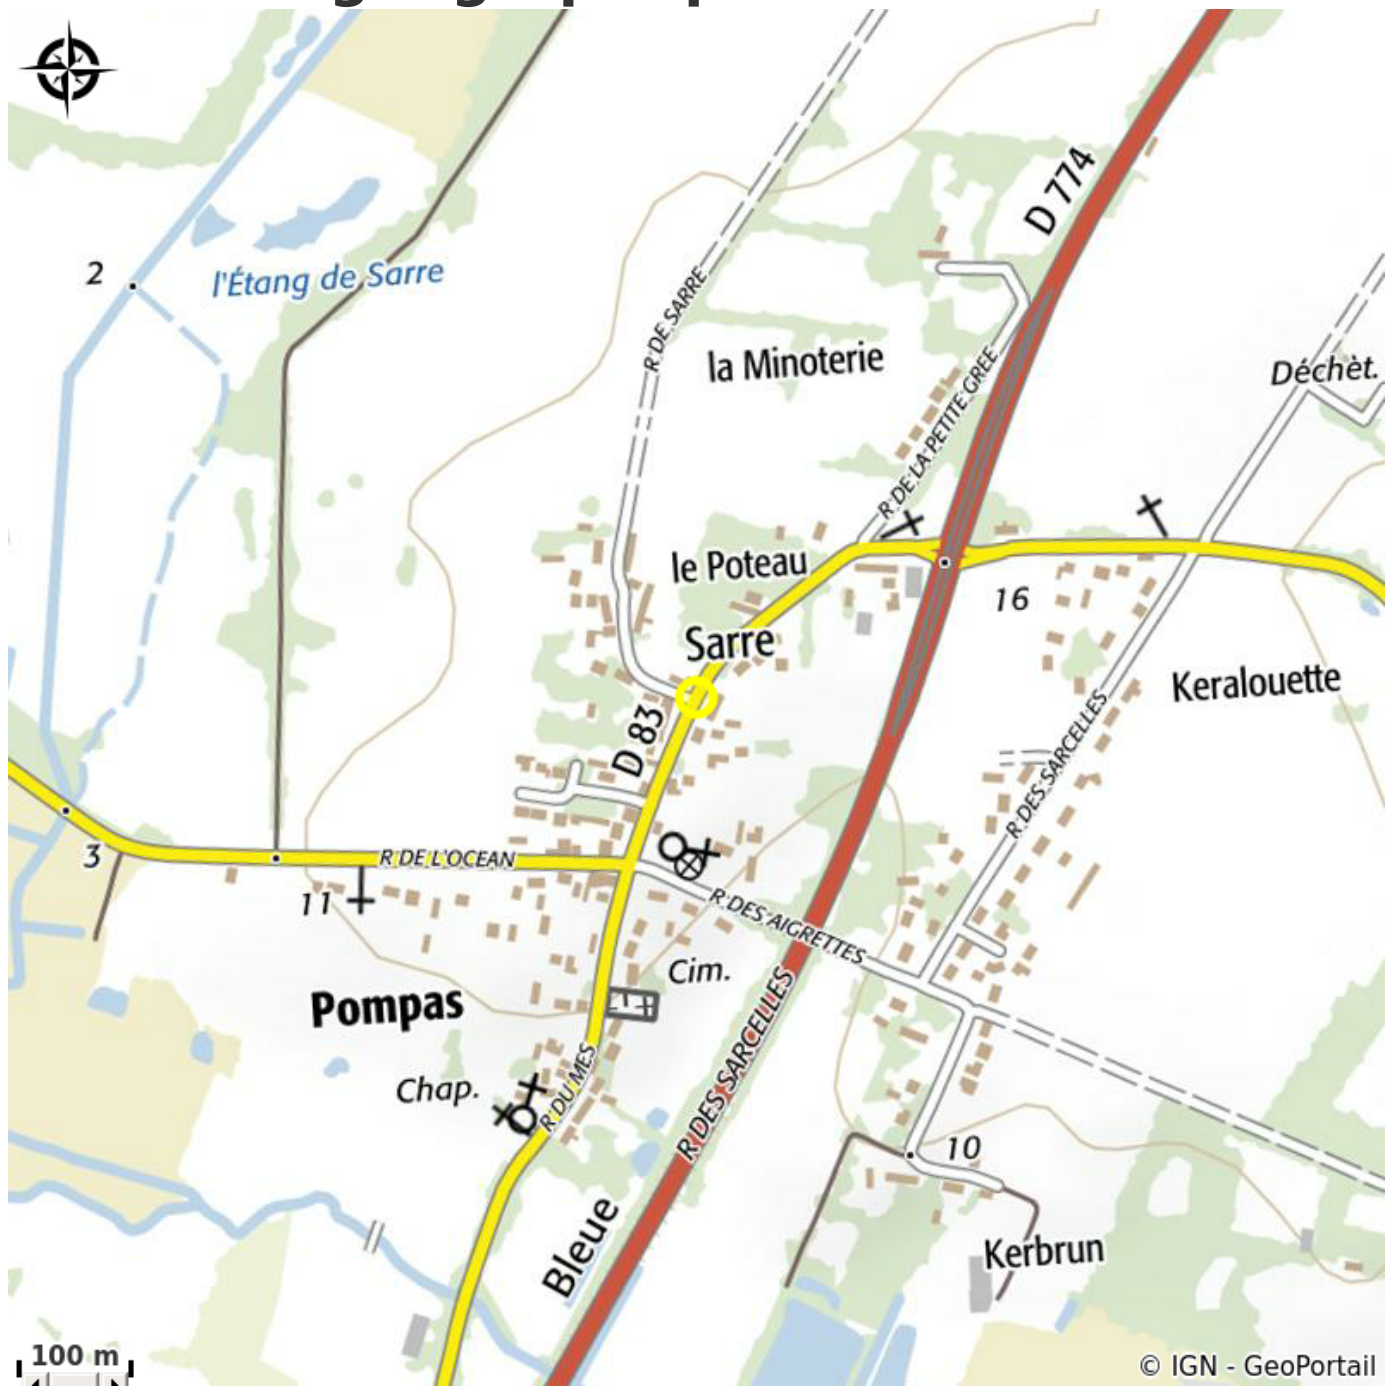 D 774
2
l'Étang de Sarre
R DE SARRE
la Minoterie
Déchèt.
R DE LA PETITE GREE
le Poteau
16
Sarre
Keralouette
D 83
R DES SARCELLES
3
R DE L'OCEAN
11
R DES AIGRETTES
Cim.
Pompas
R DES SARCELLES
Chap.
R DU MES
10
Bleue
Kerbrun
100 m
© IGN - GeoPortail